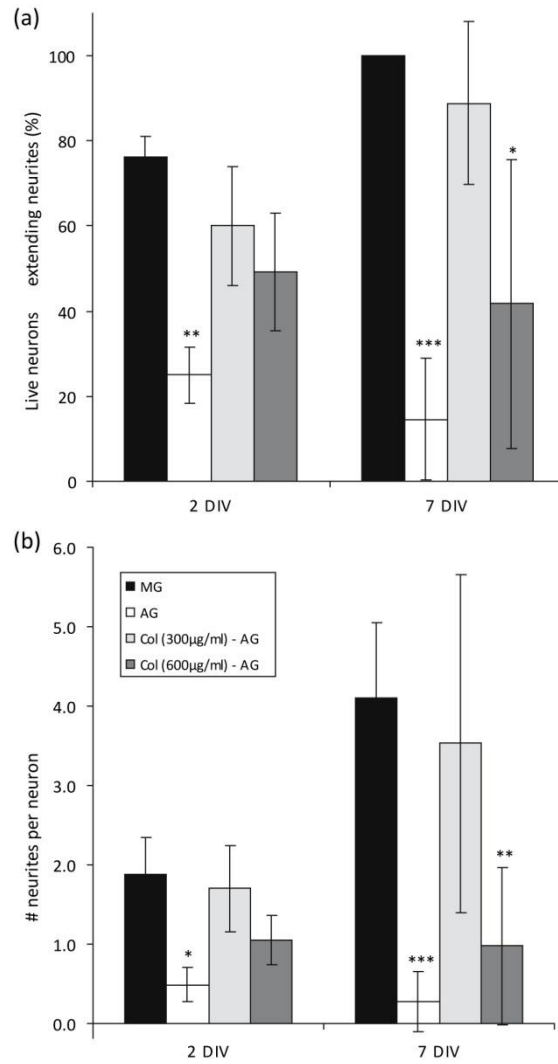 (a)
Live neurons extending neurites (%)
100
80
60
40
20
0
**
***
*
2 DIV
7 DIV
(b)
# neurites per neuron
6.0
5.0
4.0
3.0
2.0
1.0
0.0
MG
AG
Col (300µg/ml) - AG
Col (600µg/ml) - AG
*
***
**
2 DIV
7 DIV